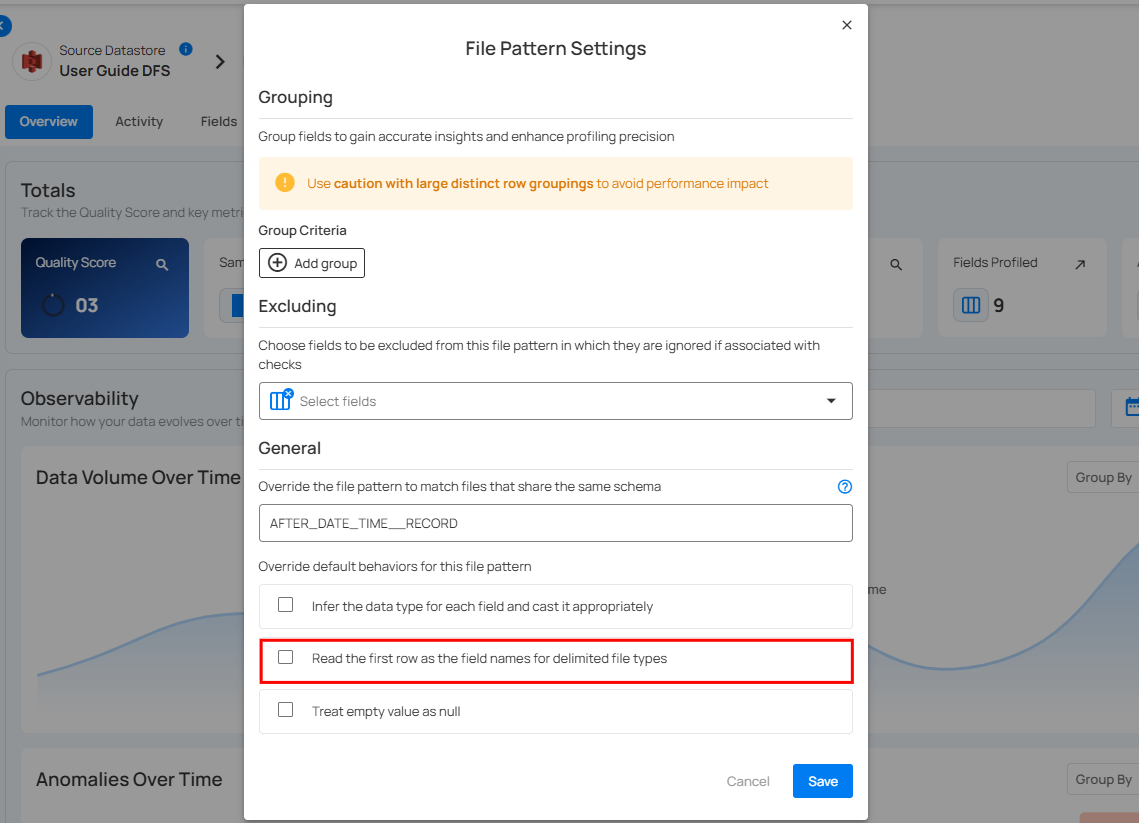 File Pattern Settings
Source Datastore
User Guide DFS
Overview
Activity
Fields
Totals
Track the Quality Score and key metri
Quality Score
03
Sam
Fields Profiled
9
Observability
Monitor how your data evolves over ti
Data Volume Over Time
Group By
me
Anomalies Over Time
Group By
Grouping
Group fields to gain accurate insights and enhance profiling precision
Use caution with large distinct row groupings to avoid performance impact
Group Criteria
Add group
Excluding
Choose fields to be excluded from this file pattern in which they are ignored if associated with
checks
Select fields
General
Override the file pattern to match files that share the same schema
AFTER_DATE_TIME__RECORD
Override default behaviors for this file pattern
Infer the data type for each field and cast it appropriately
Read the first row as the field names for delimited file types
Treat empty value as null
Cancel
Save